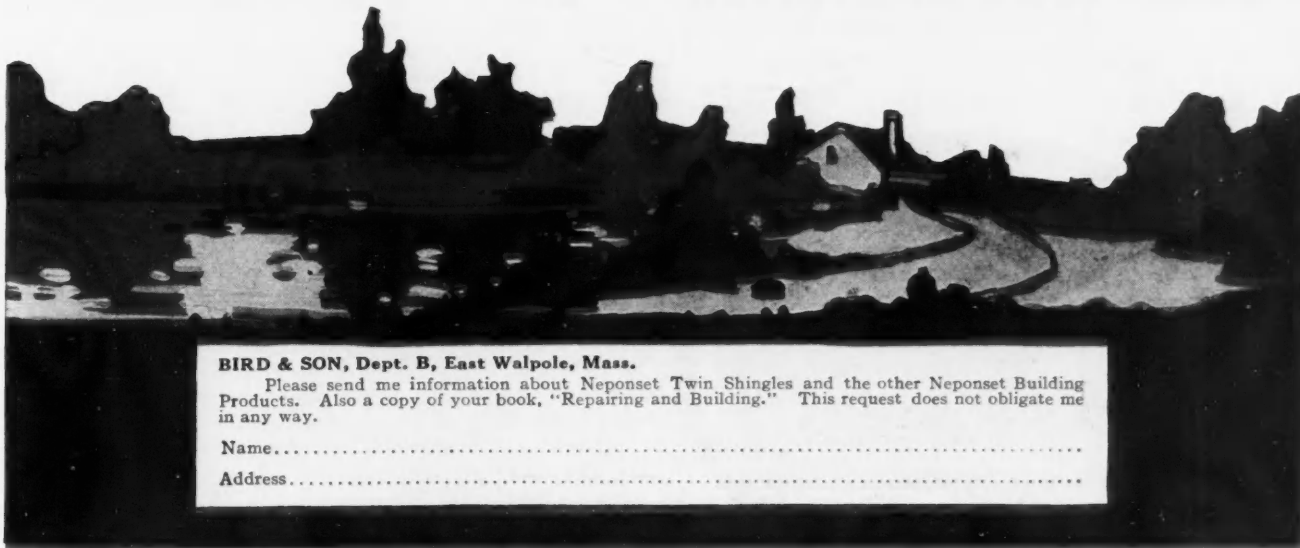 BIRD & SON, Dept. B, East Walpole, Mass.
Please send me information about Neponset Twin Shingles and the other Neponset Building
Products. Also a copy of your book, "Repairing and Building." This request does not obligate me
in any way.
Name..........................................................................................
Address........................................................................................